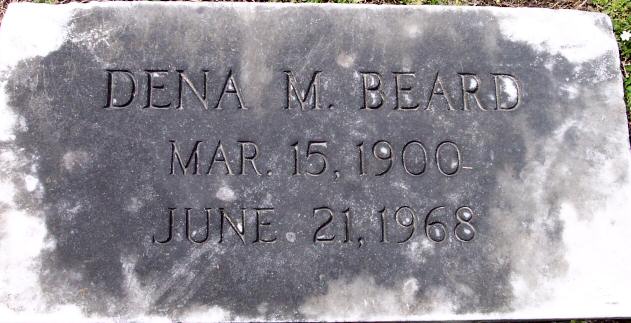 DENA M. BEARD
MAR. 15, 1900-
JUNE 21, 1968